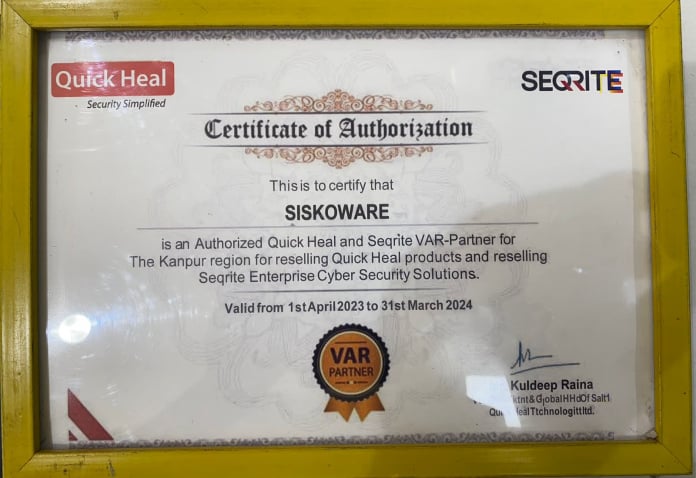 Quick Heal
Security Simplified
SEQRITE
Certificate of Authorization
This is to certify that
SISKOWARE
is an Authorized Quick Heal and Seqrite VAR-Partner for
The Kanpur region for reselling Quick Heal products and reselling
Seqrite Enterprise Cyber Security Solutions.
Valid from 1st April 2023 to 31st March 2024
VAR
PARTNER
Kuldeep Raina